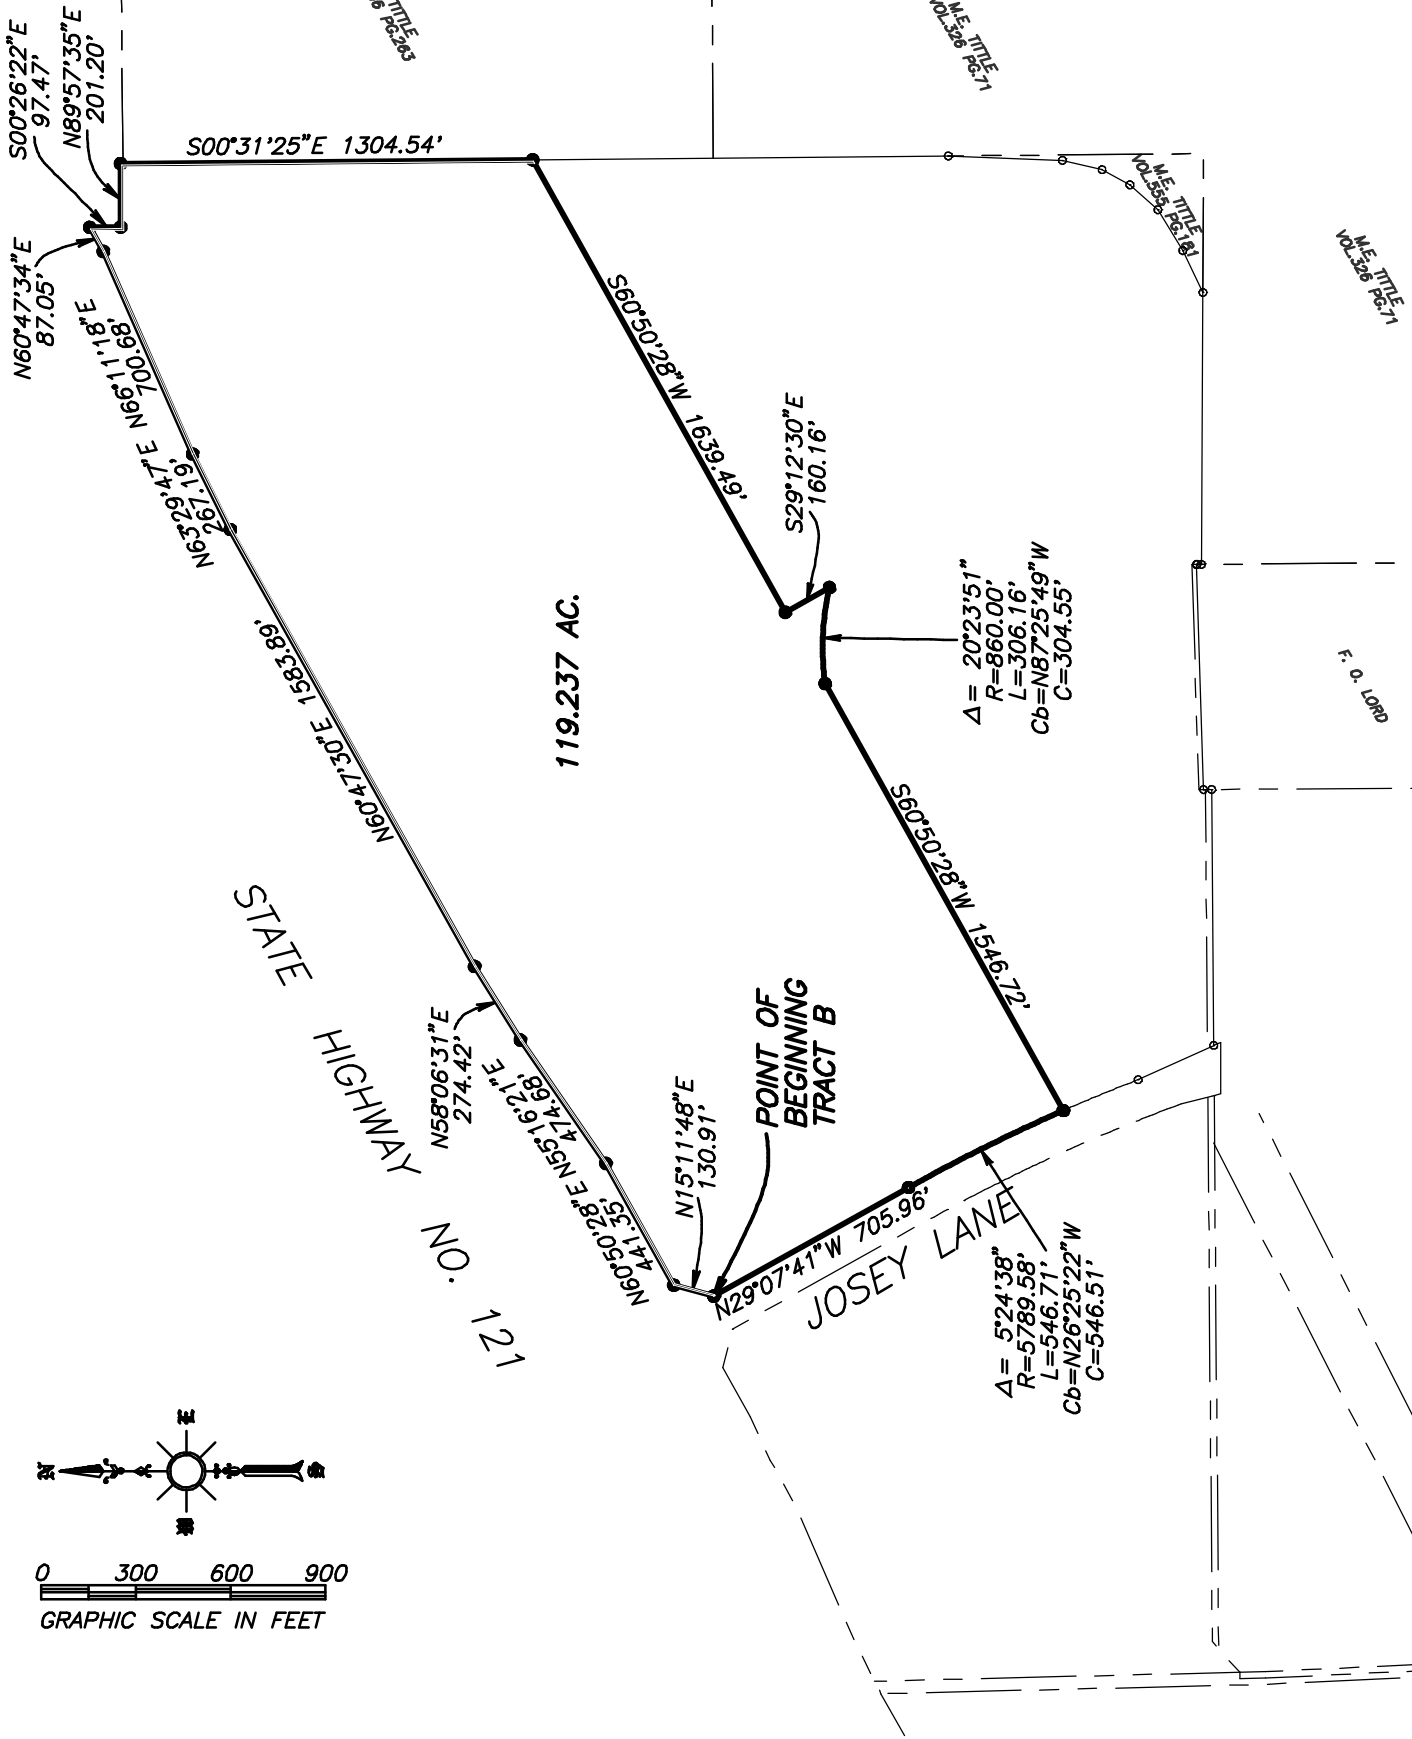 TITLE
6 PG.263
M.E. TITTLE
VOL.326 PG.71
S00°26'22"E
97.47'
N89°57'35"E
201.20'
S00°31'25"E 1304.54'
M.E. TITTLE
VOL.555, PG.181
M.E. TITTLE
VOL.326 PG.71
N60°47'34"E
87.05'
N66°11'18"E
700.68'
N63°29'47"E
267.19'
S60°50'28"W 1639.49'
S29°12'30"E
160.16'
N60°47'30"E 1583.89'
119.237 AC.
Δ= 20°23'51"
R=860.00'
L=306.16'
Cb=N87°25'49"W
C=304.55'
F. O. LORD
S60°50'28"W 1546.72'
STATE HIGHWAY NO. 121
N58°06'31"E
274.42'
N55°16'21"E
474.68'
N60°50'28"E
441.35'
N15°11'48"E
130.91'
POINT OF
BEGINNING
TRACT B
N29°07'41"W 705.96'
JOSEY LANE
Δ= 5°24'38"
R=5789.58'
L=546.71'
Cb=N26°25'22"W
C=546.51'
N
E
S
W
0 300 600 900
GRAPHIC SCALE IN FEET